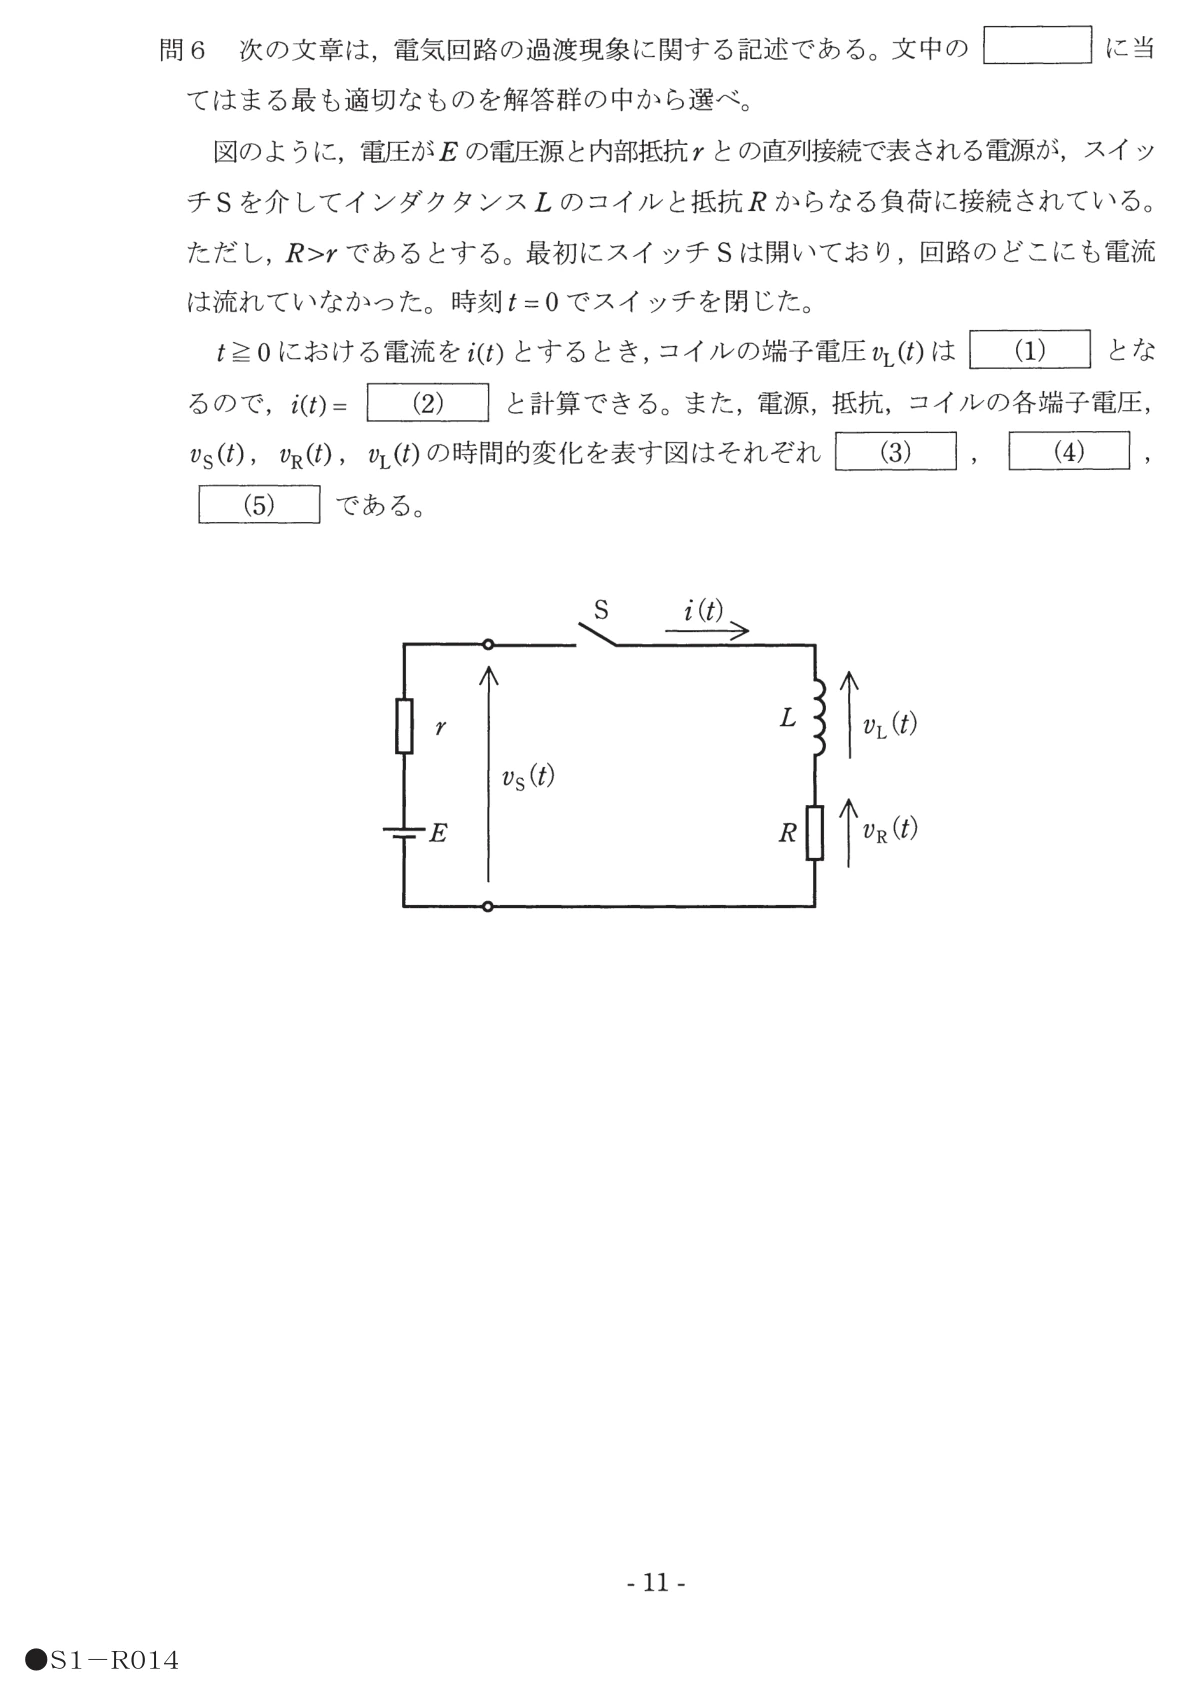 問6 次の文章は，電気回路の過渡現象に関する記述である。文中の に当
てはまる最も適切なものを解答群の中から選べ。
図のように，電圧がEの電圧源と内部抵抗rとの直列接続で表される電源が，スイッ
チSを介してインダクタンスLのコイルと抵抗Rからなる負荷に接続されている。
ただし，R>rであるとする。最初にスイッチSは開いており，回路のどこにも電流
は流れていなかった。時刻t=0でスイッチを閉じた。
t≧0における電流をi(t)とするとき，コイルの端子電圧vL(t)は (1) とな
るので，i(t)= (2) と計算できる。また，電源，抵抗，コイルの各端子電圧，
vS(t)，vR(t)，vL(t)の時間的変化を表す図はそれぞれ (3) ， (4) ，
(5) である。
S i(t)
r
L vL(t)
vS(t)
E
R vR(t)
- 11 -
●S1－R014